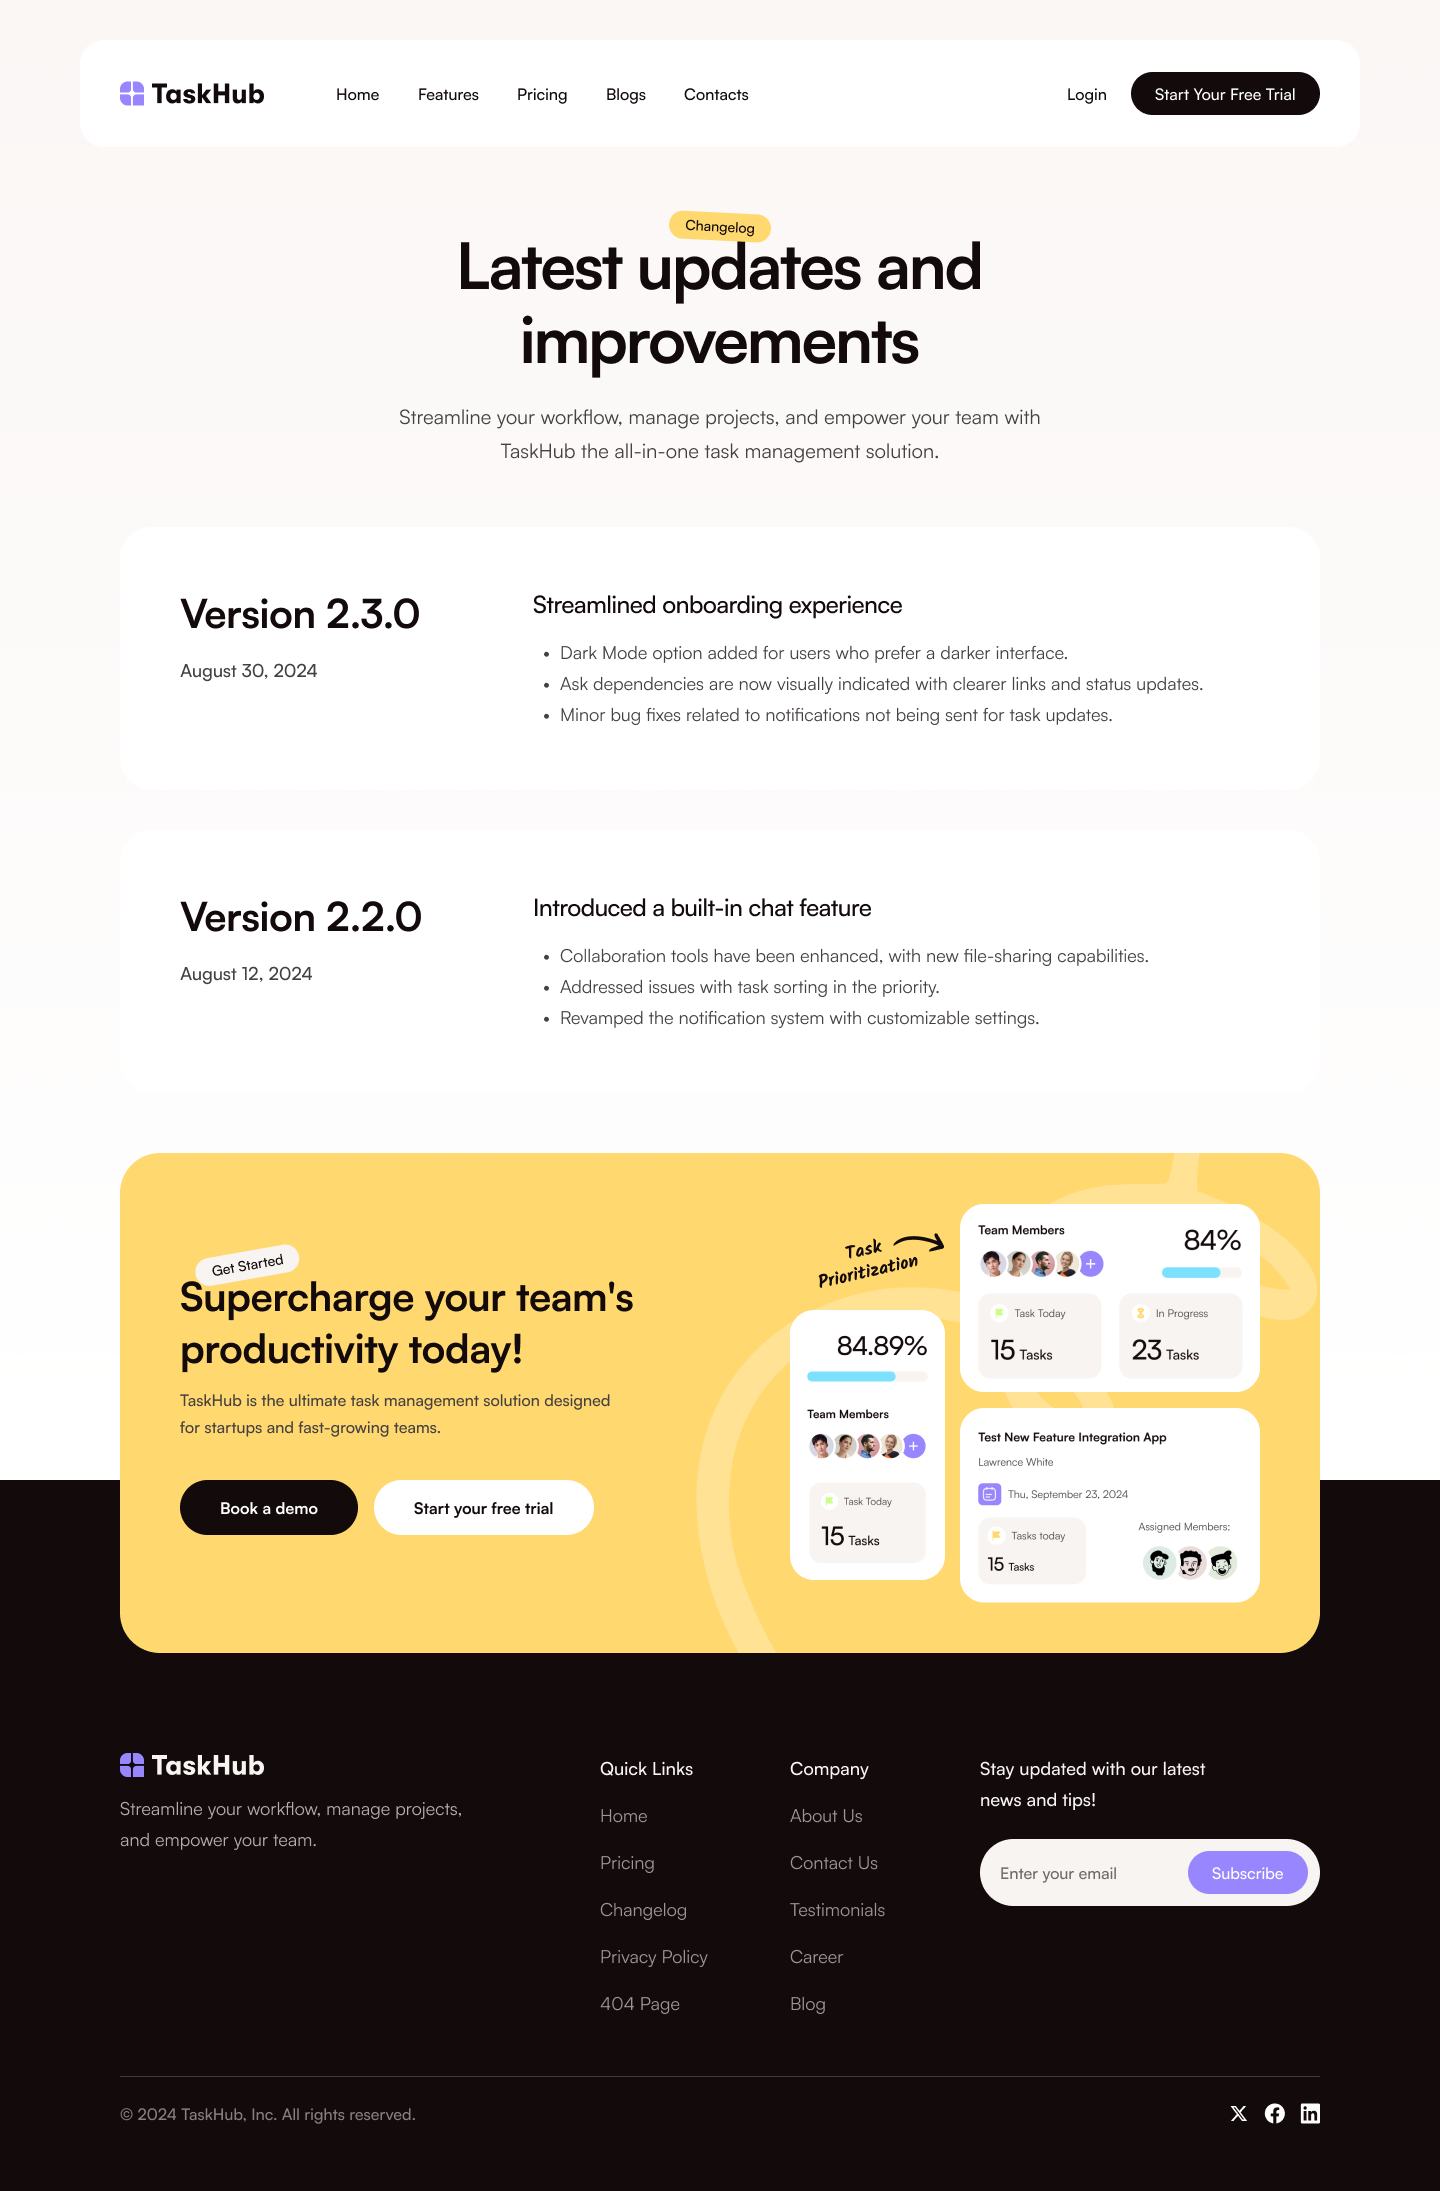 TaskHub
Home
Features
Pricing
Blogs
Contacts
Login
Start Your Free Trial
Changelog
Latest updates and
improvements
Streamline your workflow, manage projects, and empower your team with
TaskHub the all-in-one task management solution.
Version 2.3.0
August 30, 2024
Streamlined onboarding experience
• Dark Mode option added for users who prefer a darker interface.
• Ask dependencies are now visually indicated with clearer links and status updates.
• Minor bug fixes related to notifications not being sent for task updates.
Version 2.2.0
August 12, 2024
Introduced a built-in chat feature
• Collaboration tools have been enhanced, with new file-sharing capabilities.
• Addressed issues with task sorting in the priority.
• Revamped the notification system with customizable settings.
Get Started
Supercharge your team's
productivity today!
TaskHub is the ultimate task management solution designed
for startups and fast-growing teams.
Book a demo
Start your free trial
Task
Prioritization
84.89%
Team Members
Task Today
15 Tasks
Team Members
84%
Task Today
15 Tasks
In Progress
23 Tasks
Test New Feature Integration App
Lawrence White
Thu, September 23, 2024
Tasks today
15 Tasks
Assigned Members:
TaskHub
Streamline your workflow, manage projects,
and empower your team.
Quick Links
Home
Pricing
Changelog
Privacy Policy
404 Page
Company
About Us
Contact Us
Testimonials
Career
Blog
Stay updated with our latest
news and tips!
Enter your email
Subscribe
© 2024 TaskHub, Inc. All rights reserved.